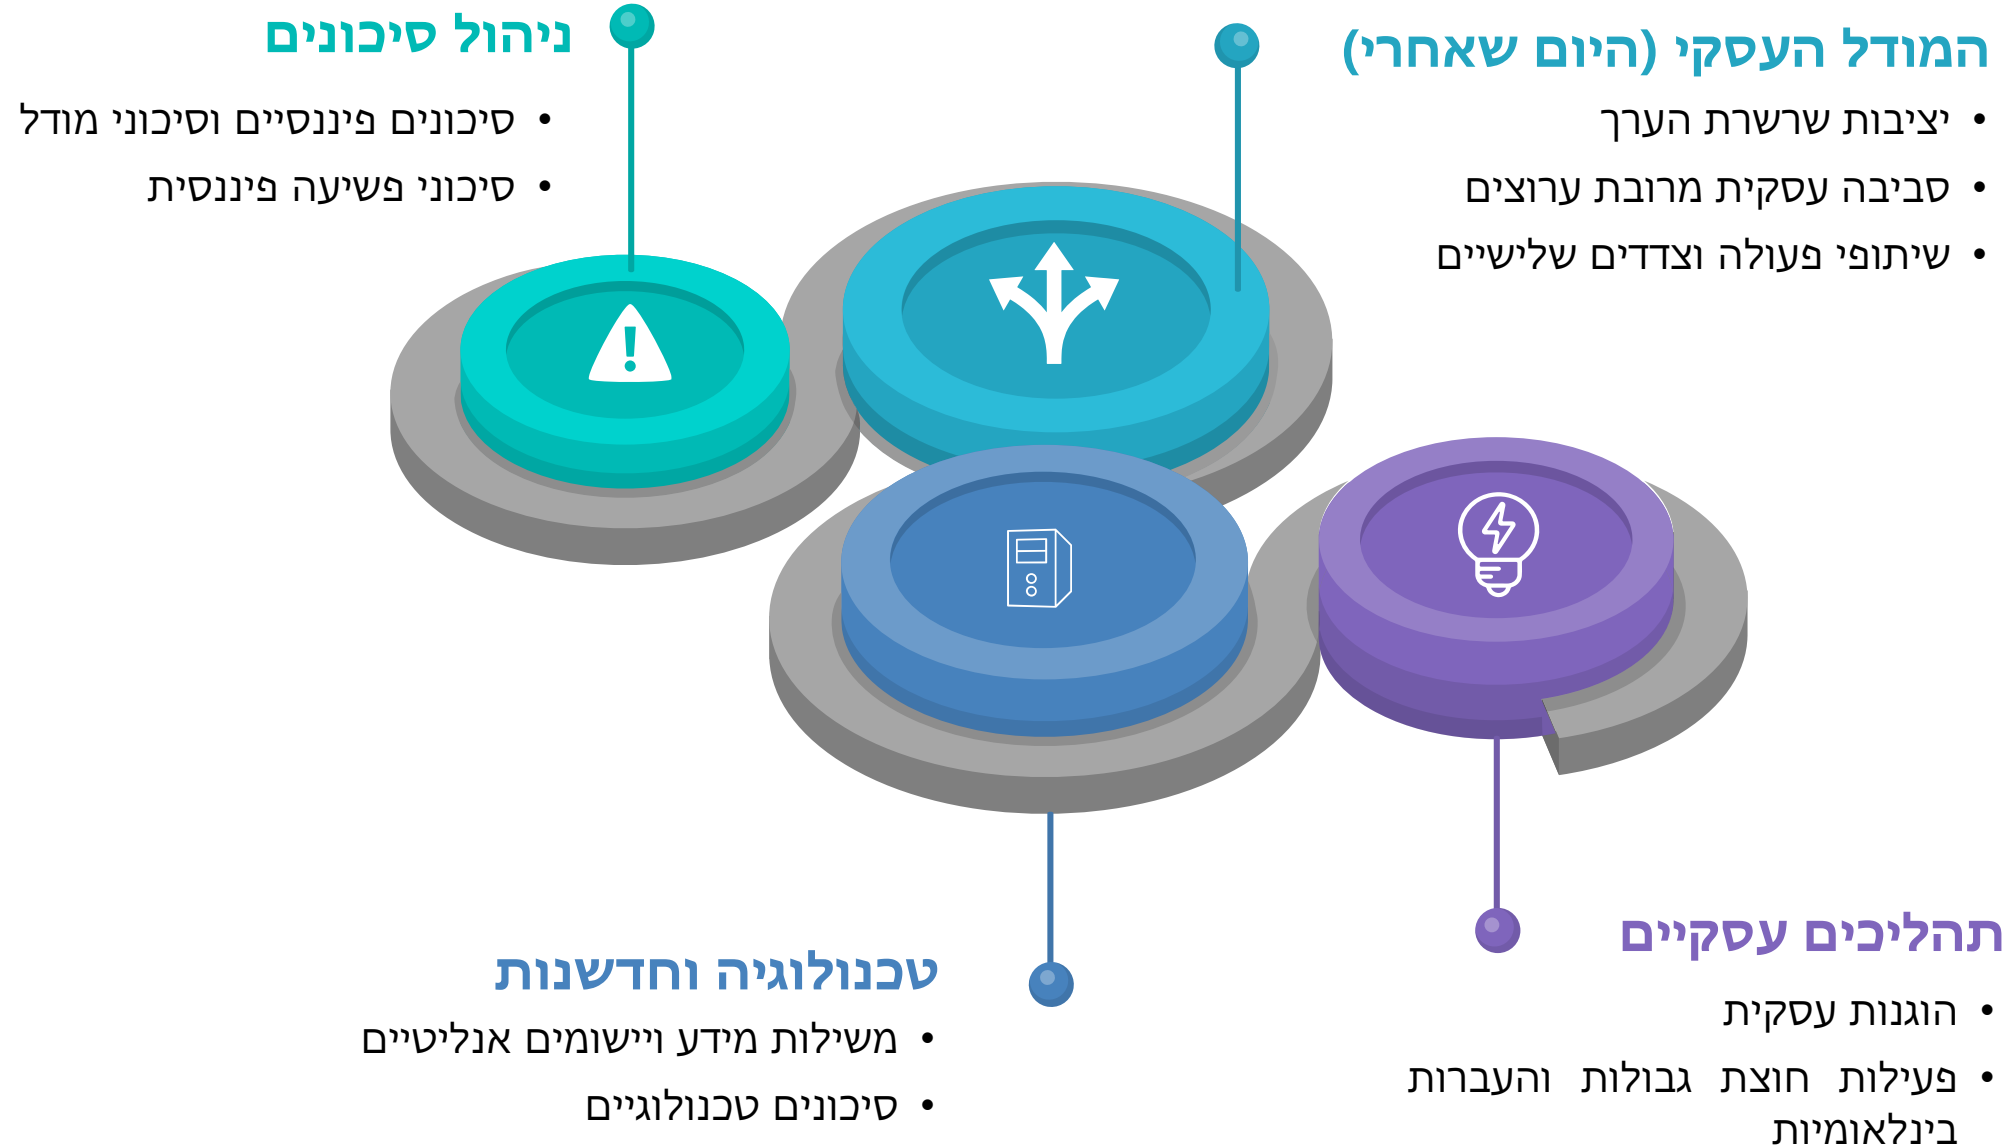 המודל העסקי (היום שאחרי)
• יציבות שרשרת הערך
• סביבה עסקית מרובת ערוצים
• שיתופי פעולה וצדדים שלישיים
ניהול סיכונים
• סיכונים פיננסיים וסיכוני מודל
• סיכוני פשיעה פיננסית
תהליכים עסקיים
• הוגנות עסקית
• פעילות חוצת גבולות והעברות
בינלאומיות
טכנולוגיה וחדשנות
• משילות מידע ויישומים אנליטיים
• סיכונים טכנולוגיים